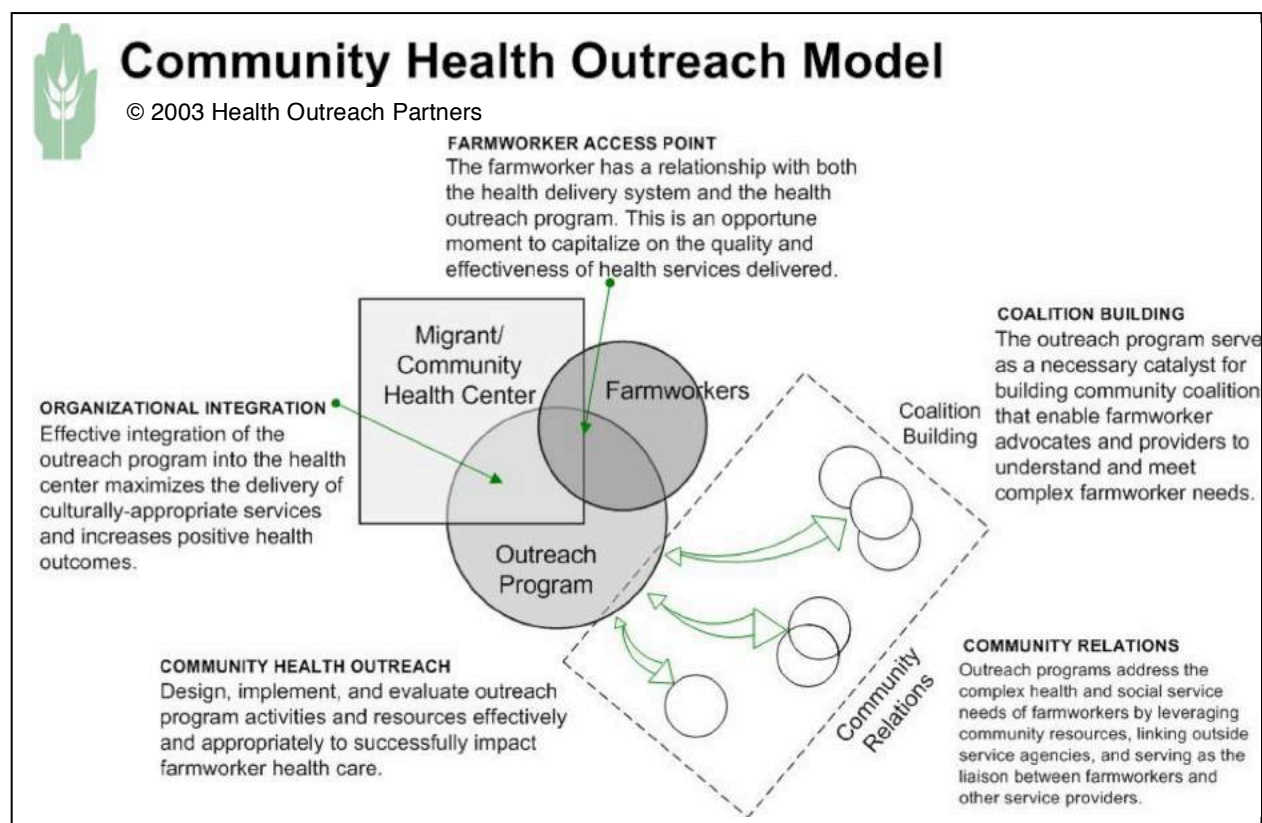 Community Health Outreach Model
© 2003 Health Outreach Partners
FARMWORKER ACCESS POINT
The farmworker has a relationship with both
the health delivery system and the health
outreach program. This is an opportune
moment to capitalize on the quality and
effectiveness of health services delivered.
Migrant/
Community
Health Center
Farmworkers
ORGANIZATIONAL INTEGRATION
Effective integration of the
outreach program into the health
center maximizes the delivery of
culturally-appropriate services
and increases positive health
outcomes.
Outreach
Program
Coalition
Building
COALITION BUILDING
The outreach program serve
as a necessary catalyst for
building community coalition
that enable farmworker
advocates and providers to
understand and meet
complex farmworker needs.
COMMUNITY HEALTH OUTREACH
Design, implement, and evaluate outreach
program activities and resources effectively
and appropriately to successfully impact
farmworker health care.
Community
Relations
COMMUNITY RELATIONS
Outreach programs address the
complex health and social service
needs of farmworkers by leveraging
community resources, linking outside
service agencies, and serving as the
liaison between farmworkers and
other service providers.